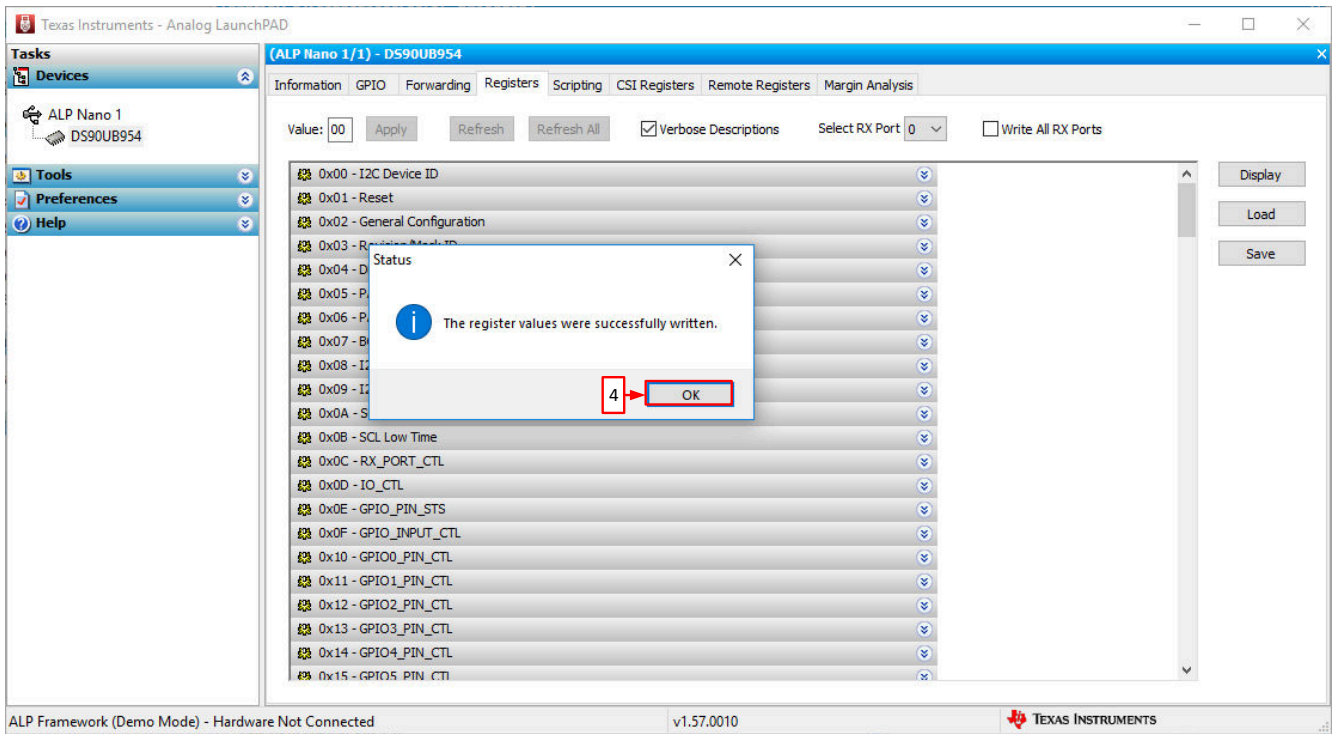 Texas Instruments - Analog LaunchPAD
Tasks
Devices
ALP Nano 1
DS90UB954
Tools
Preferences
Help
(ALP Nano 1/1) - DS90UB954
Information GPIO Forwarding Registers Scripting CSI Registers Remote Registers Margin Analysis
Value: 00 Apply Refresh Refresh All Verbose Descriptions Select RX Port 0 Write All RX Ports
0x00 - I2C Device ID
0x01 - Reset
0x02 - General Configuration
0x03 - Revision/Mask ID
0x04 - D
0x05 - P
0x06 - P
0x07 - B
0x08 - I2
0x09 - I2
0x0A - S
0x0B - SCL Low Time
0x0C - RX_PORT_CTL
0x0D - IO_CTL
0x0E - GPIO_PIN_STS
0x0F - GPIO_INPUT_CTL
0x10 - GPIO0_PIN_CTL
0x11 - GPIO1_PIN_CTL
0x12 - GPIO2_PIN_CTL
0x13 - GPIO3_PIN_CTL
0x14 - GPIO4_PIN_CTL
0x15 - GPIO5_PIN_CTL
Display
Load
Save
Status
The register values were successfully written.
4
OK
ALP Framework (Demo Mode) - Hardware Not Connected
v1.57.0010
TEXAS INSTRUMENTS